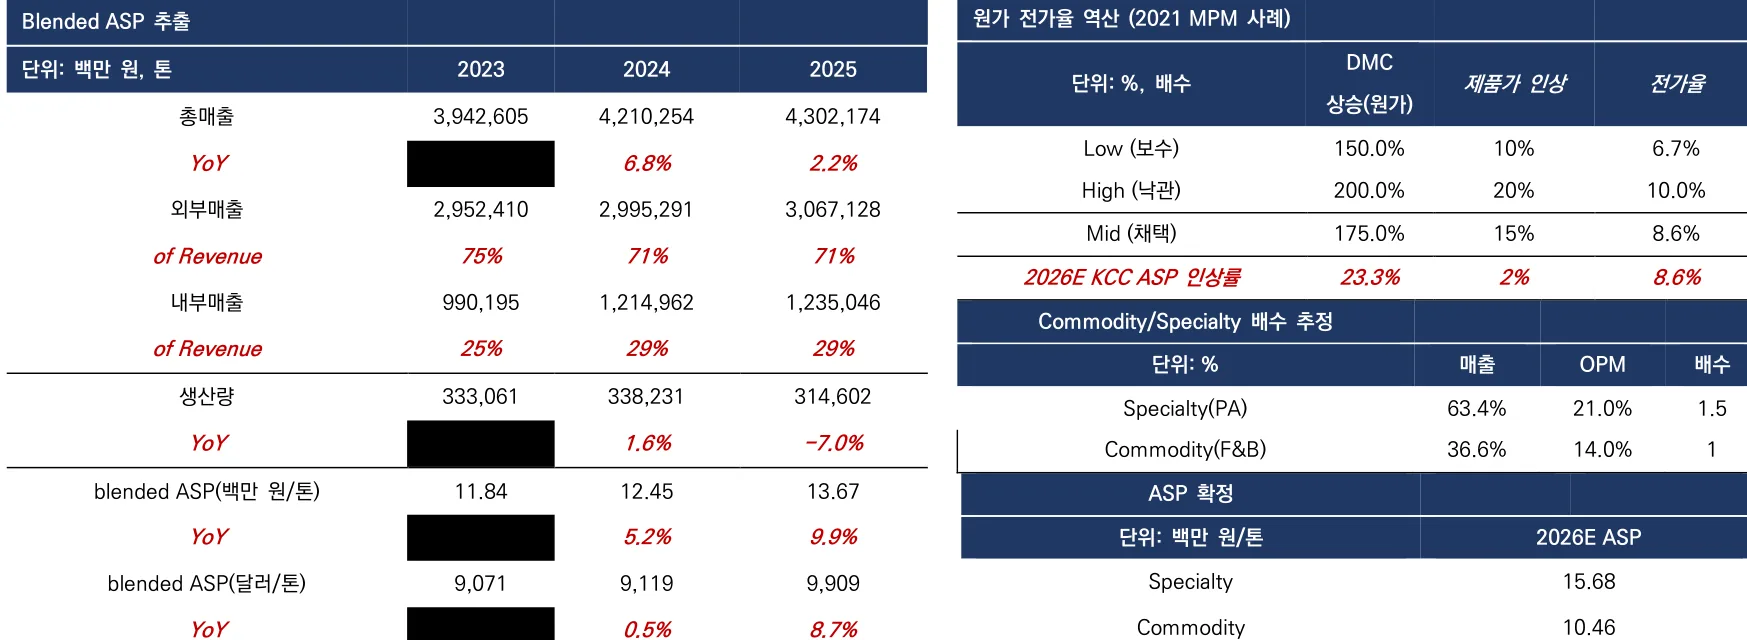 Blended ASP 추출
단위: 백만 원, 톤 2023 2024 2025
총매출 3,942,605 4,210,254 4,302,174
YoY 6.8% 2.2%
외부매출 2,952,410 2,995,291 3,067,128
of Revenue 75% 71% 71%
내부매출 990,195 1,214,962 1,235,046
of Revenue 25% 29% 29%
생산량 333,061 338,231 314,602
YoY 1.6% -7.0%
blended ASP(백만 원/톤) 11.84 12.45 13.67
YoY 5.2% 9.9%
blended ASP(달러/톤) 9,071 9,119 9,909
YoY 0.5% 8.7%
원가 전가율 역산 (2021 MPM 사례)
단위: %, 배수 DMC 상승(원가) 제품가 인상 전가율
Low (보수) 150.0% 10% 6.7%
High (낙관) 200.0% 20% 10.0%
Mid (채택) 175.0% 15% 8.6%
2026E KCC ASP 인상률 23.3% 2% 8.6%
Commodity/Specialty 배수 추정
단위: % 매출 OPM 배수
Specialty(PA) 63.4% 21.0% 1.5
Commodity(F&B) 36.6% 14.0% 1
ASP 확정
단위: 백만 원/톤 2026E ASP
Specialty 15.68
Commodity 10.46